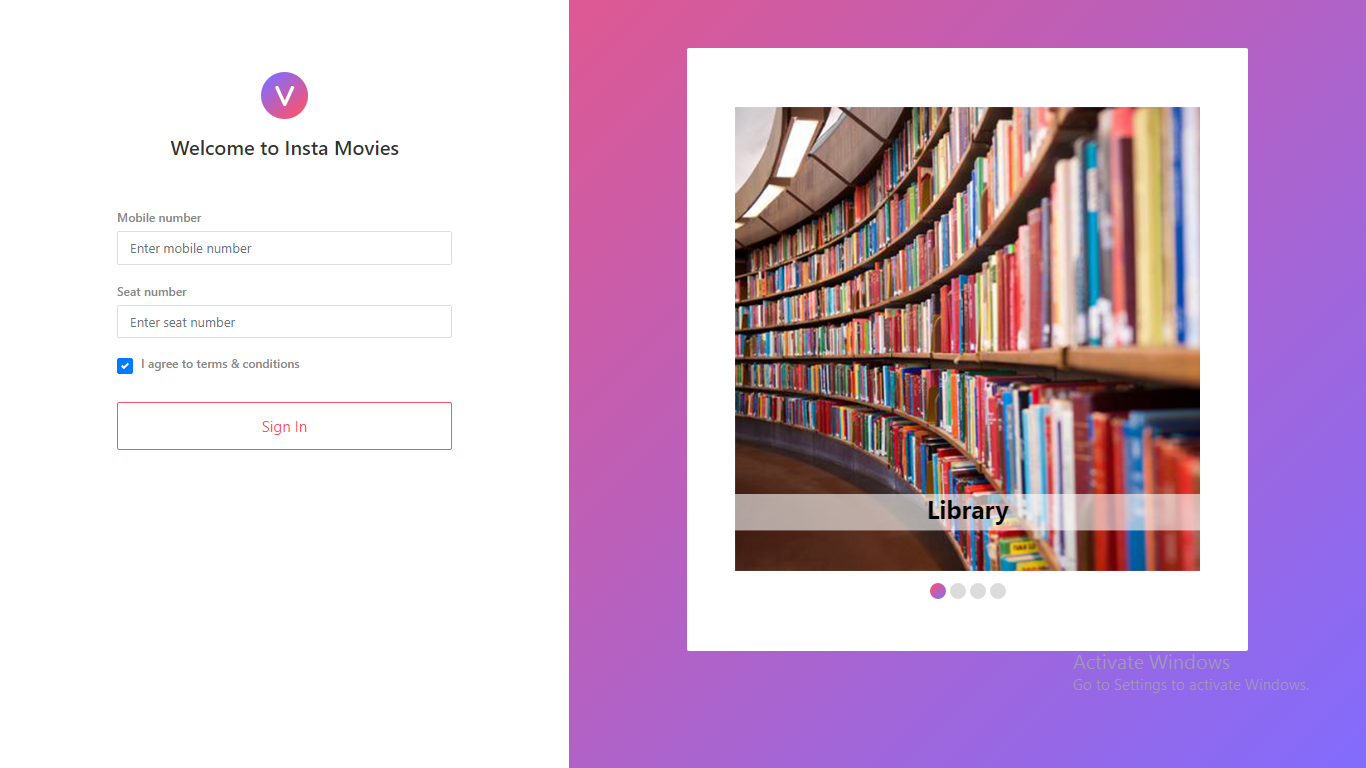 V
Welcome to Insta Movies
Mobile number
Enter mobile number
Seat number
Enter seat number
I agree to terms & conditions
Sign In
Library
Activate Windows
Go to Settings to activate Windows.